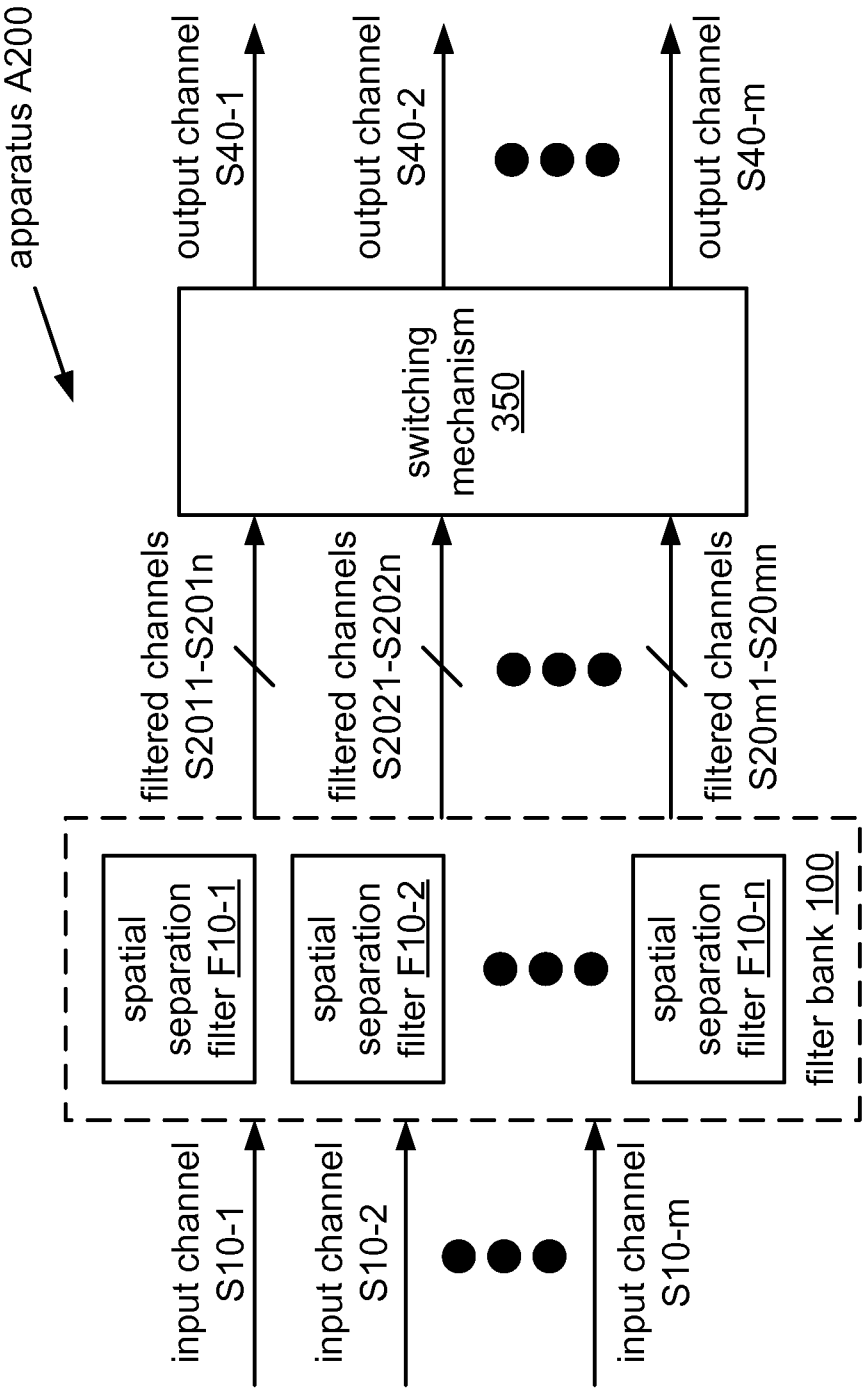 apparatus A200
input channel
S10-1
input channel
S10-2
input channel
S10-m
spatial
separation
filter F10-1
spatial
separation
filter F10-2
spatial
separation
filter F10-n
filter bank 100
filtered channels
S2011-S201n
filtered channels
S2021-S202n
filtered channels
S20m1-S20mn
switching
mechanism
350
output channel
S40-1
output channel
S40-2
output channel
S40-m